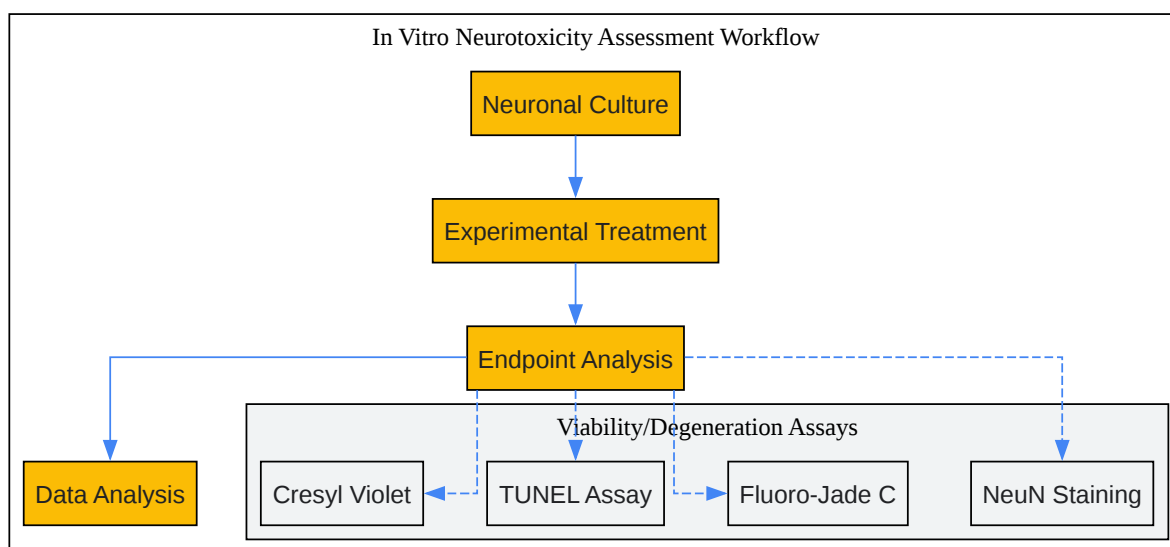 In Vitro Neurotoxicity Assessment Workflow
Neuronal Culture
Experimental Treatment
Endpoint Analysis
Viability/Degeneration Assays
Data Analysis
Cresyl Violet
TUNEL Assay
Fluoro-Jade C
NeuN Staining